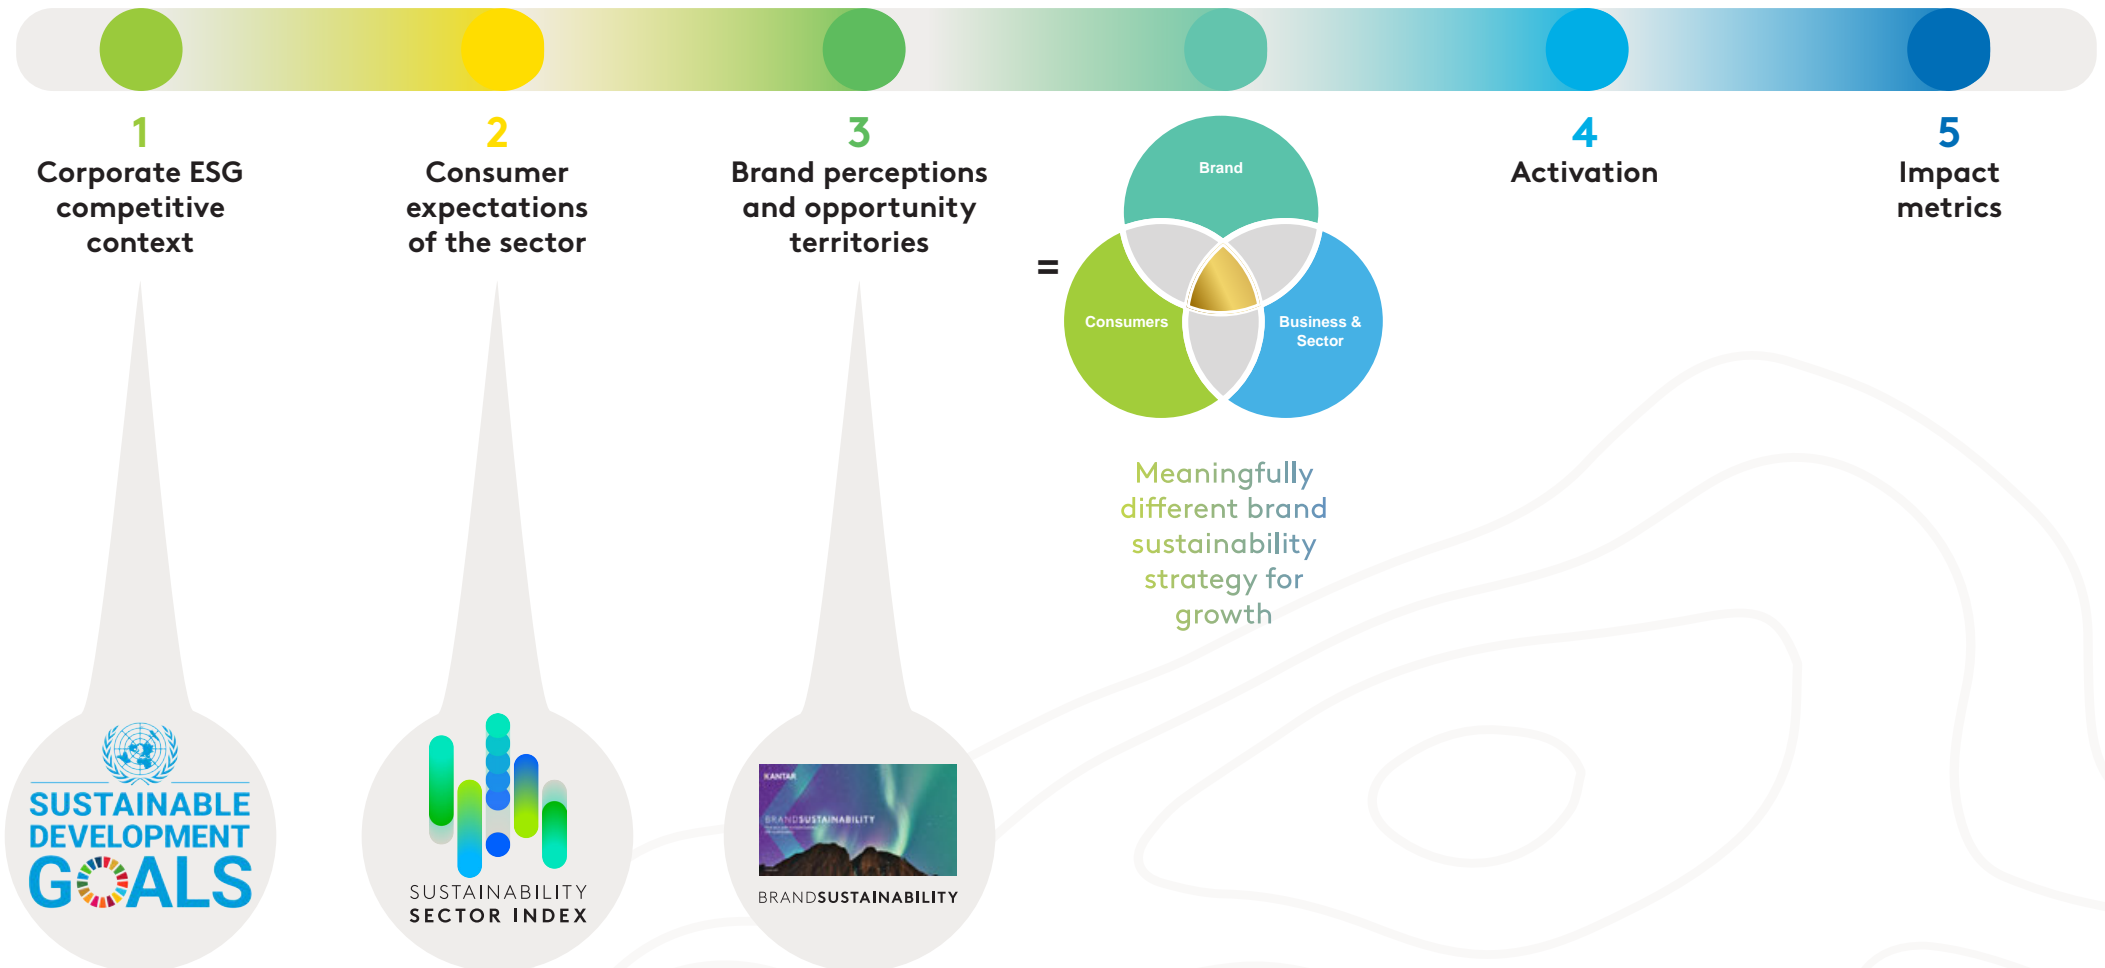 1
Corporate ESG
competitive
context
2
Consumer
expectations
of the sector
3
Brand perceptions
and opportunity
territories
=
Brand
Consumers
Business &
Sector
Meaningfully
different brand
sustainability
strategy for
growth
4
Activation
5
Impact
metrics
SUSTAINABLE
DEVELOPMENT
GOALS
SUSTAINABILITY
SECTOR INDEX
KANTAR
BRANDSUSTAINABILITY
BRANDSUSTAINABILITY